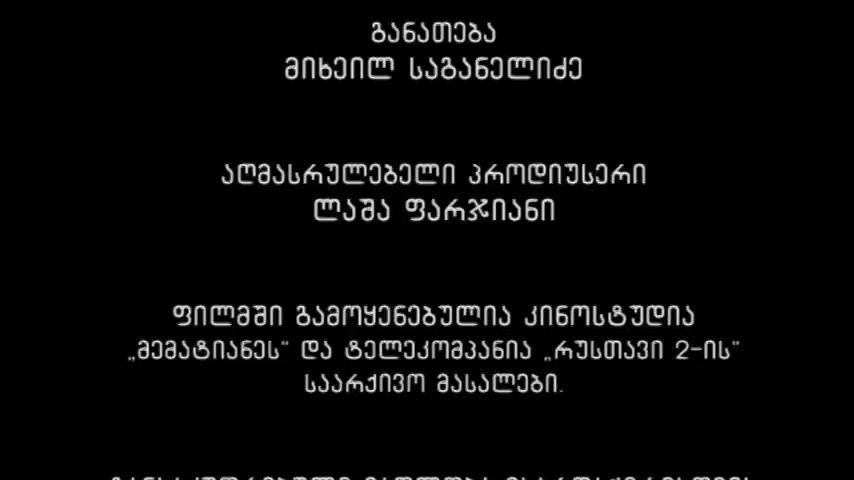 განათება
მიხეილ საგანელიძე
აღმასრულებელი პროდიუსერი
ლაშა ფარჯიანი
ფილმში გამოყენებულია კინოსტუდია
„მემატიანეს“ და ტელეკომპანია „რუსთავი 2-ის“
საარქივო მასალები.